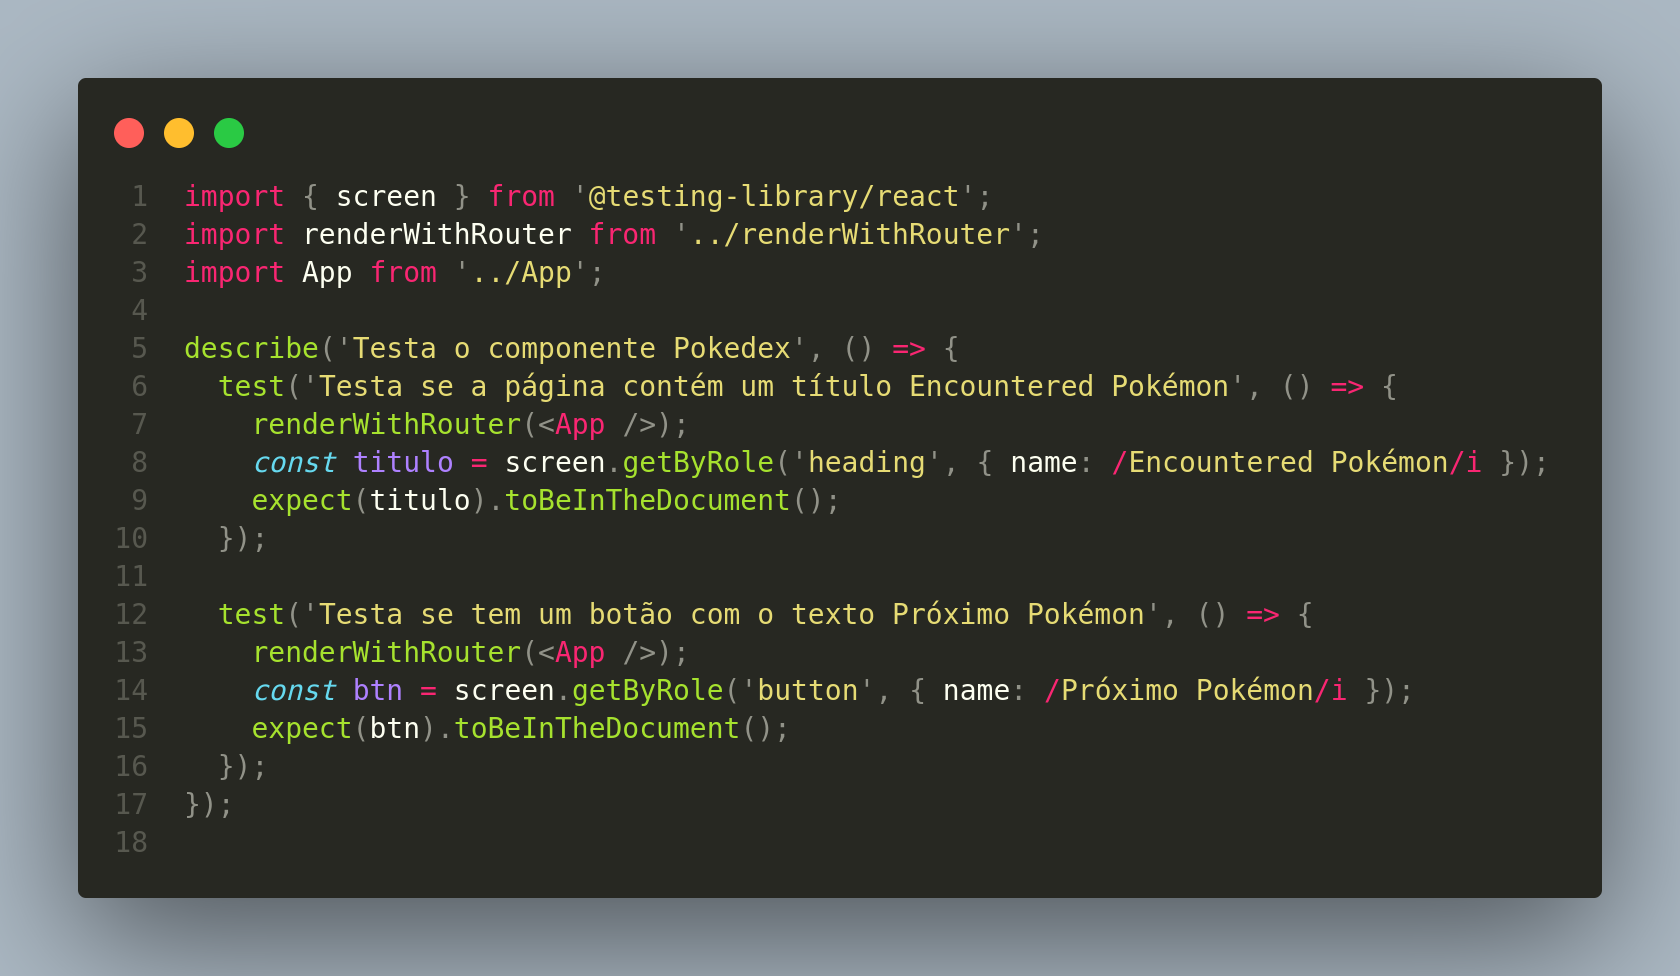 1 import { screen } from '@testing-library/react';
2 import renderWithRouter from '../renderWithRouter';
3 import App from '../App';
4
5 describe('Testa o componente Pokedex', () => {
6   test('Testa se a página contém um título Encountered Pokémon', () => {
7     renderWithRouter(<App />);
8     const titulo = screen.getByRole('heading', { name: /Encountered Pokémon/i });
9     expect(titulo).toBeInTheDocument();
10   });
11
12   test('Testa se tem um botão com o texto Próximo Pokémon', () => {
13     renderWithRouter(<App />);
14     const btn = screen.getByRole('button', { name: /Próximo Pokémon/i });
15     expect(btn).toBeInTheDocument();
16   });
17 });
18